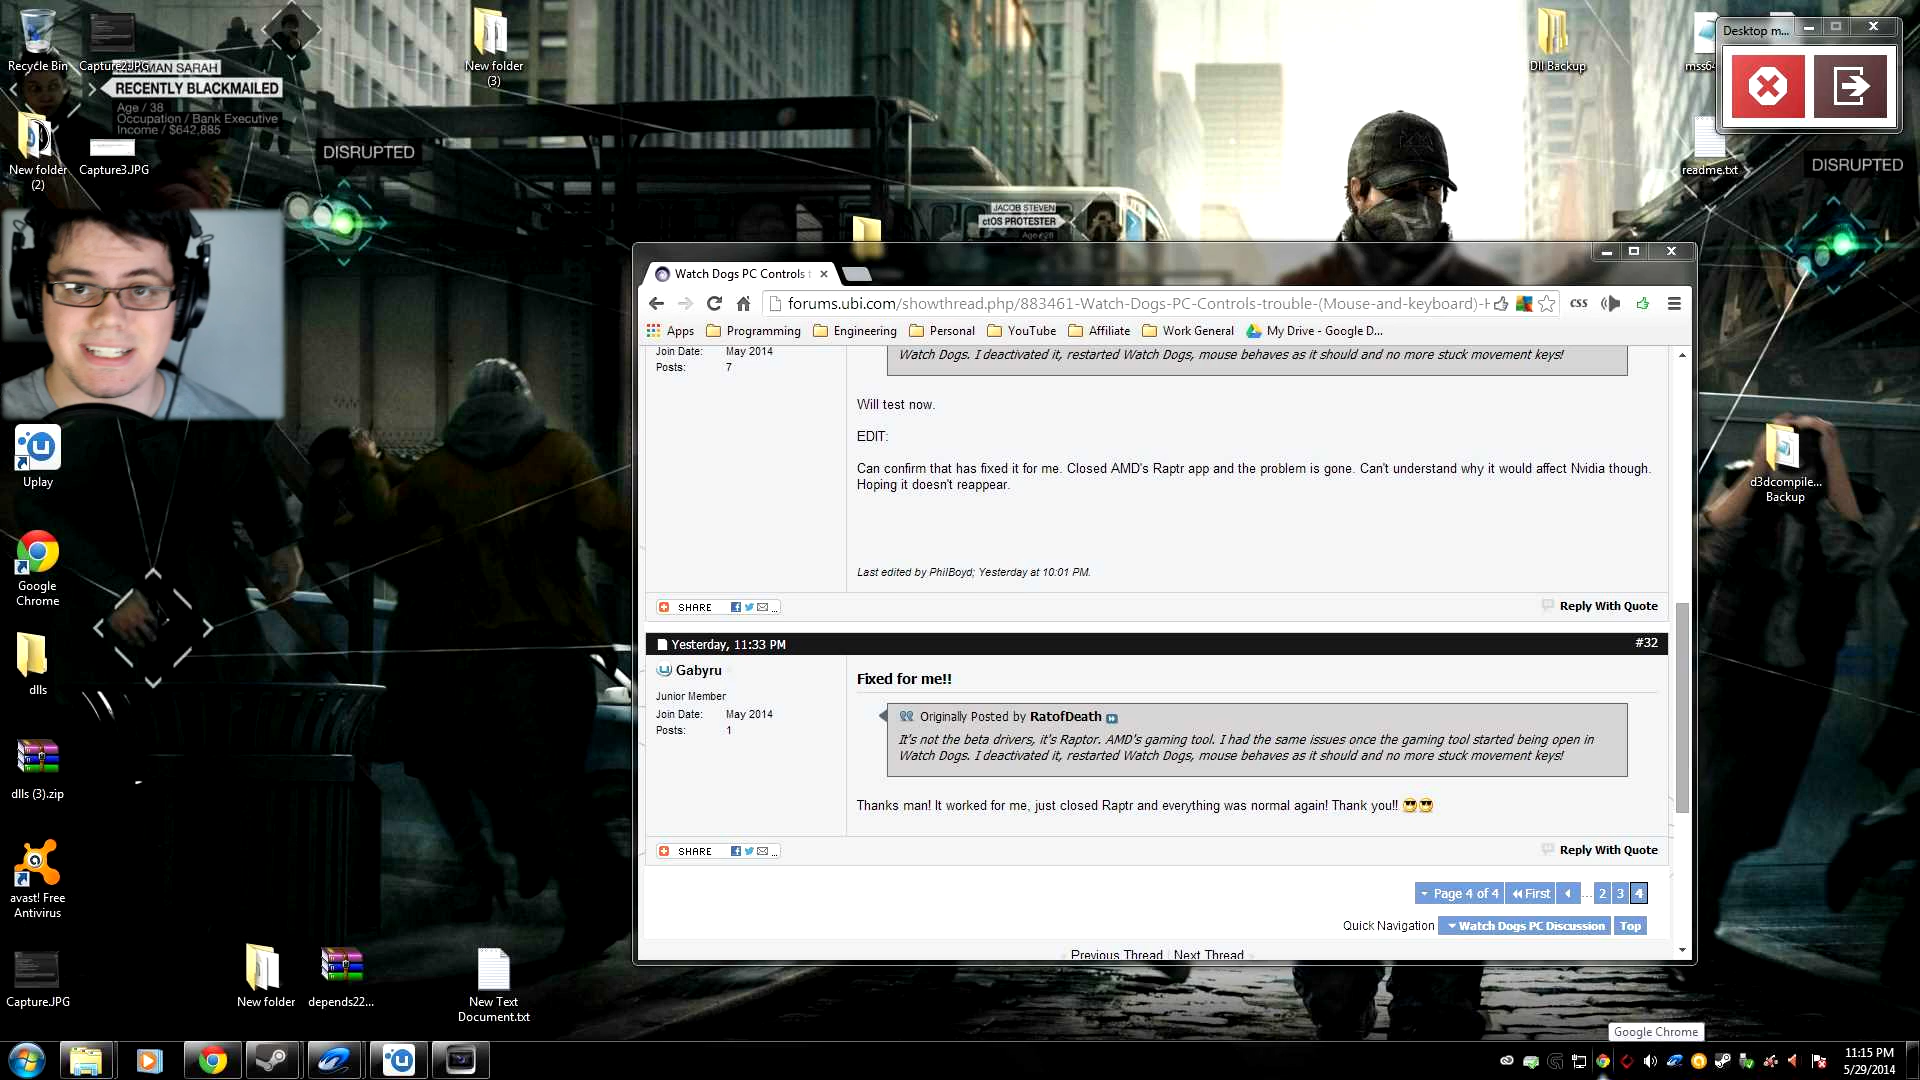 Recycle Bin
Capture2.JPG
MAN SARAH
RECENTLY BLACKMAILED
Age / 38
Occupation / Bank Executive
Income / $642,885
New folder
(2)
Capture3.JPG
DISRUPTED
New folder
(3)
Dll Backup
Desktop m...
readme.txt
DISRUPTED
JACOB STEVEN
ctOS PROTESTER
Age / 28
Watch Dogs PC Controls
forums.ubi.com/showthread.php/883461-Watch-Dogs-PC-Controls-trouble-(Mouse-and-keyboard)-
css
Apps
Programming
Engineering
Personal
YouTube
Affiliate
Work General
My Drive - Google D...
Join Date: May 2014
Posts: 7
Watch Dogs. I deactivated it, restarted Watch Dogs, mouse behaves as it should and no more stuck movement keys!
Will test now.
EDIT:
Can confirm that has fixed it for me. Closed AMD's Raptr app and the problem is gone. Can't understand why it would affect Nvidia though.
Hoping it doesn't reappear.
Last edited by PhilBoyd; Yesterday at 10:01 PM.
SHARE ...
Reply With Quote
Yesterday, 11:33 PM
#32
Gabyru
Junior Member
Join Date: May 2014
Posts: 1
Fixed for me!!
Originally Posted by RatofDeath
It's not the beta drivers, it's Raptor. AMD's gaming tool. I had the same issues once the gaming tool started being open in
Watch Dogs. I deactivated it, restarted Watch Dogs, mouse behaves as it should and no more stuck movement keys!
Thanks man! It worked for me, just closed Raptr and everything was normal again! Thank you!!
SHARE ...
Reply With Quote
Page 4 of 4 First ... 2 3 4
Quick Navigation Watch Dogs PC Discussion Top
Previous Thread | Next Thread
Uplay
Google
Chrome
dlls
dlls (3).zip
avast! Free
Antivirus
Capture.JPG
New folder
depends22...
New Text
Document.txt
d3dcompile...
Backup
Google Chrome
11:15 PM
5/29/2014